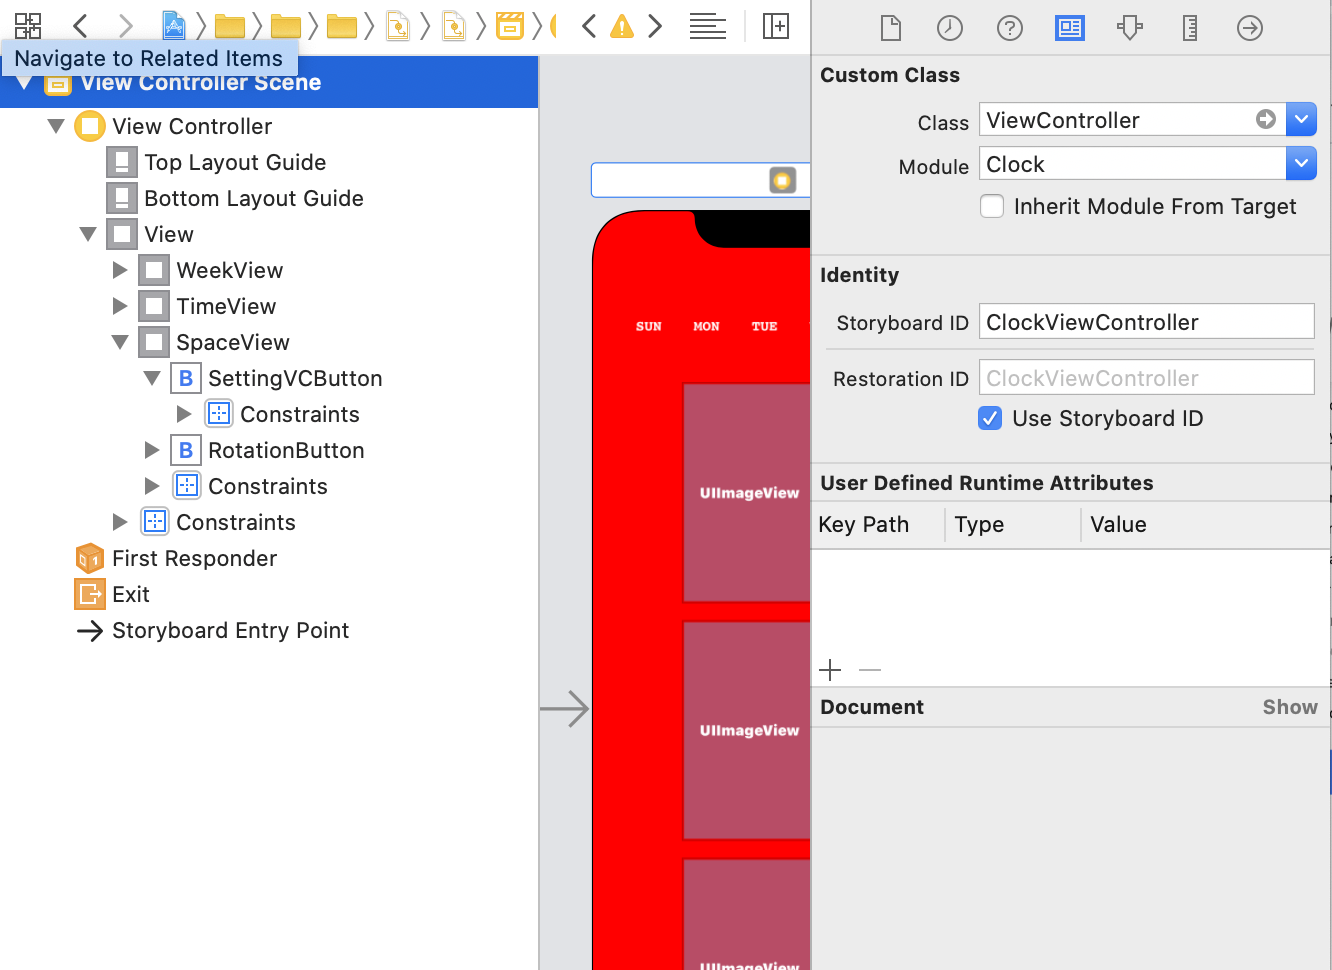 Navigate to Related Items
View Controller Scene
View Controller
Top Layout Guide
Bottom Layout Guide
View
WeekView
TimeView
SpaceView
B SettingVCButton
Constraints
B RotationButton
Constraints
Constraints
First Responder
Exit
Storyboard Entry Point
SUN MON TUE
UIImageView
UIImageView
UIImageView
Custom Class
Class ViewController
Module Clock
Inherit Module From Target
Identity
Storyboard ID ClockViewController
Restoration ID ClockViewController
Use Storyboard ID
User Defined Runtime Attributes
Key Path Type Value
Document Show